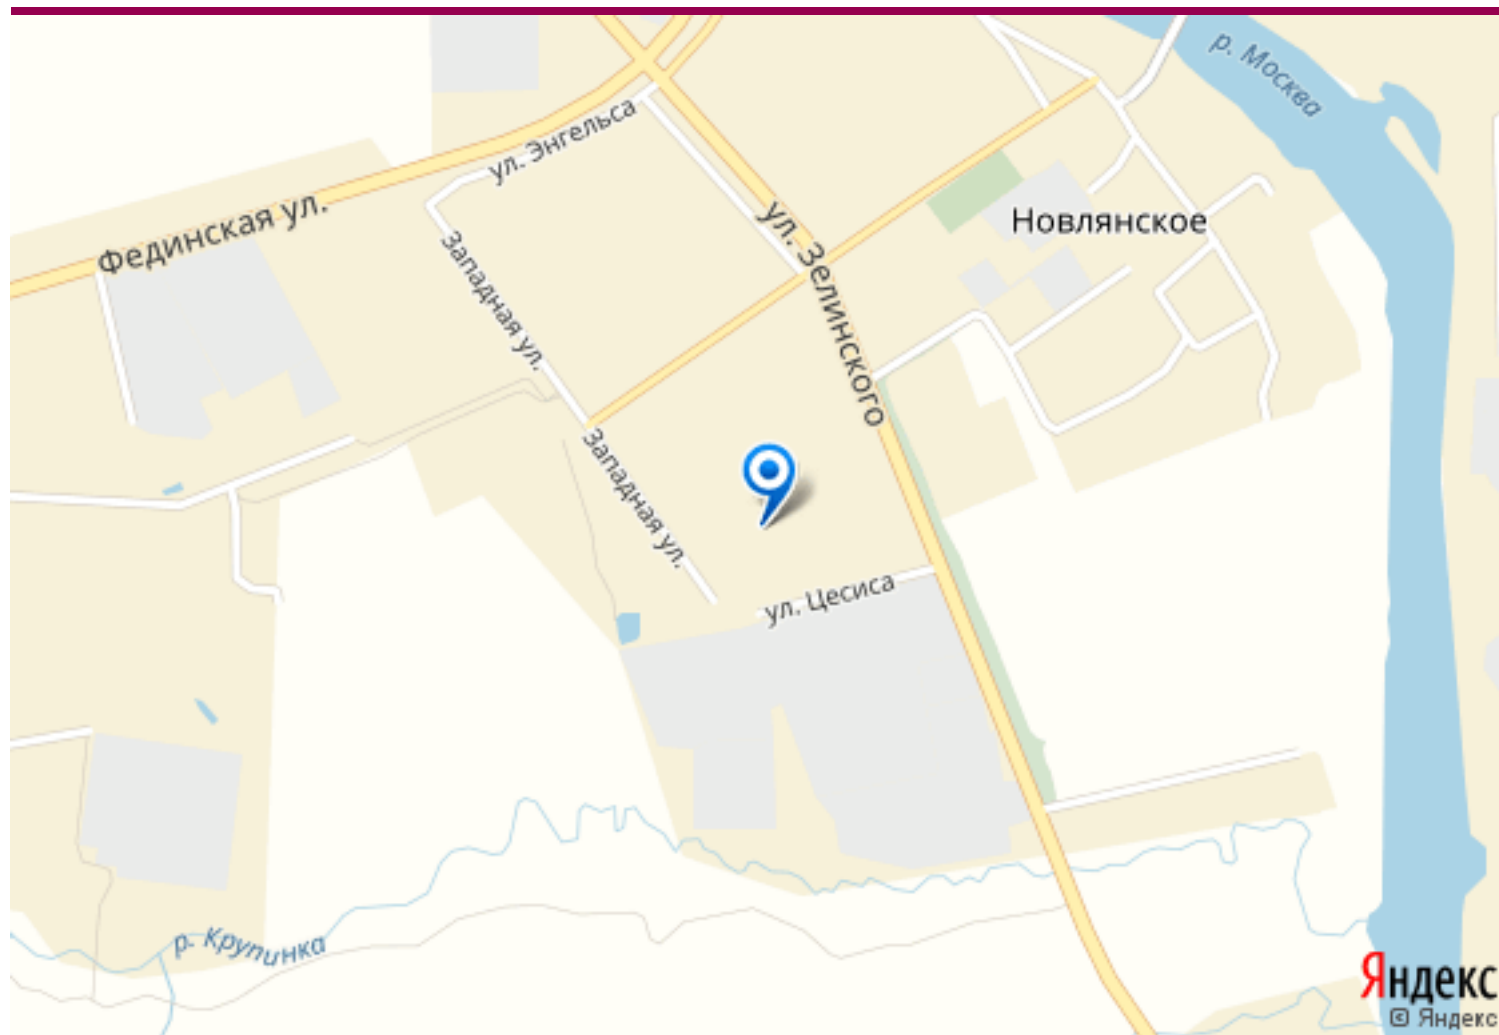 р. Москва
ул. Энгельса
Фединская ул.
ул. Зелинского
Новлянское
Западная ул.
Западная ул.
ул. Цесиса
р. Крупинка
Яндекс
© Яндекс